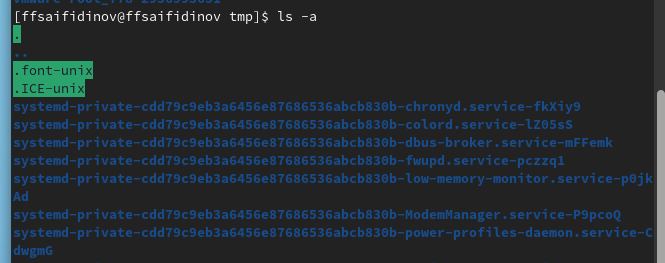 [ffsaifidinov@ffsaifidinov tmp]$ ls -a
.
..
.font-unix
.ICE-unix
systemd-private-cdd79c9eb3a6456e87686536abcb830b-chronyd.service-fkXiy9
systemd-private-cdd79c9eb3a6456e87686536abcb830b-colord.service-lZ05sS
systemd-private-cdd79c9eb3a6456e87686536abcb830b-dbus-broker.service-mFFemk
systemd-private-cdd79c9eb3a6456e87686536abcb830b-fwupd.service-pczzq1
systemd-private-cdd79c9eb3a6456e87686536abcb830b-low-memory-monitor.service-p0jk
Ad
systemd-private-cdd79c9eb3a6456e87686536abcb830b-ModemManager.service-P9pcoQ
systemd-private-cdd79c9eb3a6456e87686536abcb830b-power-profiles-daemon.service-C
dwgmG